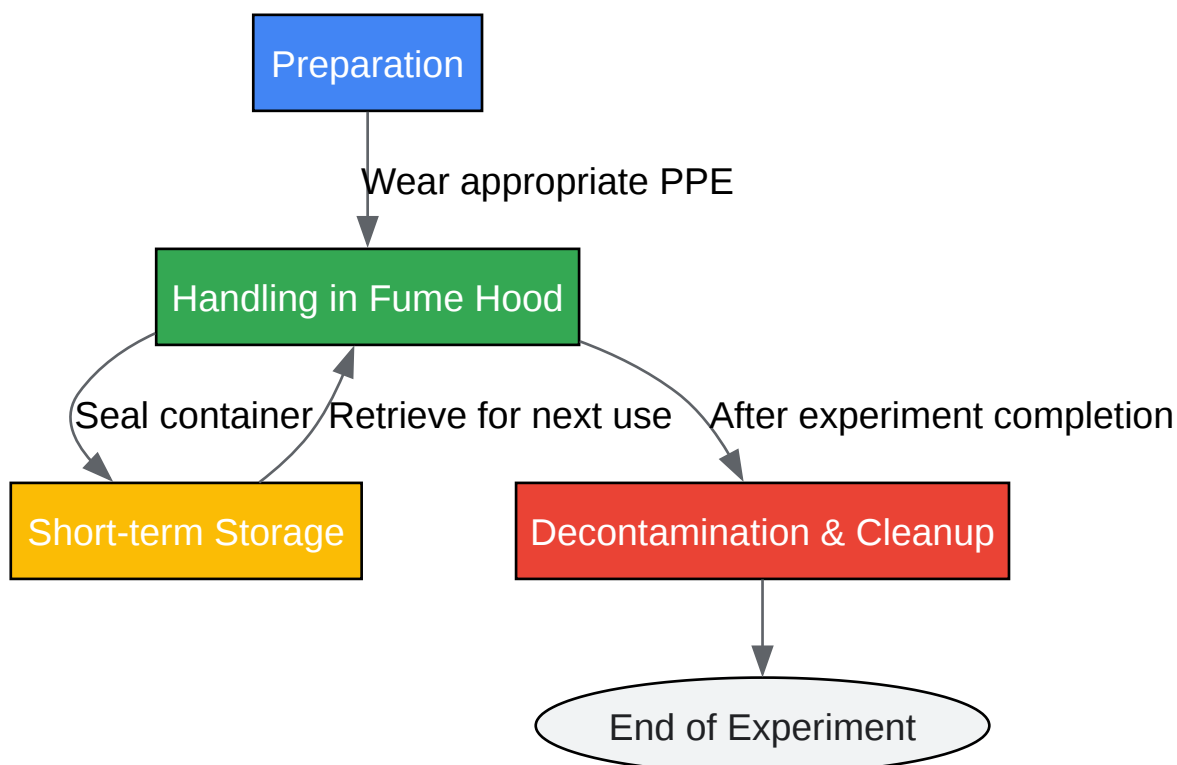 Preparation
Wear appropriate PPE
Handling in Fume Hood
Seal container
Retrieve for next use
After experiment completion
Short-term Storage
Decontamination & Cleanup
End of Experiment